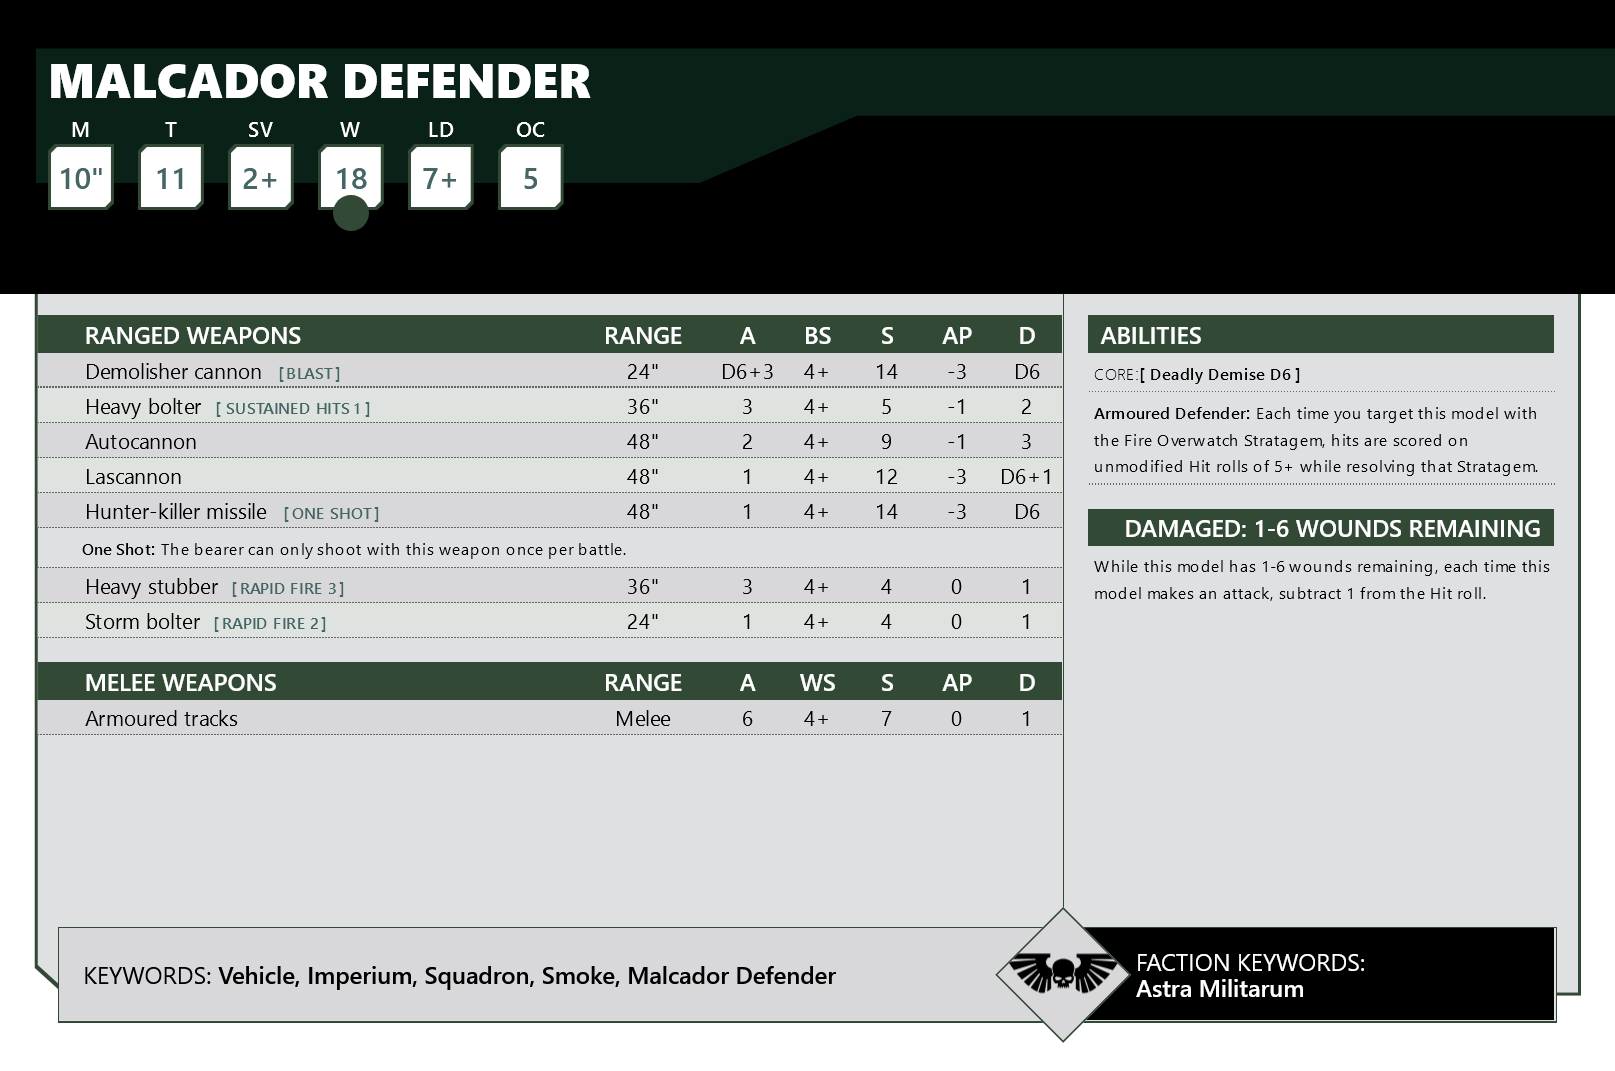 MALCADOR DEFENDER
M T SV W LD OC
10" 11 2+ 18 7+ 5
RANGED WEAPONS RANGE A BS S AP D
Demolisher cannon [BLAST] 24" D6+3 4+ 14 -3 D6
Heavy bolter [SUSTAINED HITS 1] 36" 3 4+ 5 -1 2
Autocannon 48" 2 4+ 9 -1 3
Lascannon 48" 1 4+ 12 -3 D6+1
Hunter-killer missile [ONE SHOT] 48" 1 4+ 14 -3 D6
One Shot: The bearer can only shoot with this weapon once per battle.
Heavy stubber [RAPID FIRE 3] 36" 3 4+ 4 0 1
Storm bolter [RAPID FIRE 2] 24" 1 4+ 4 0 1
MELEE WEAPONS RANGE A WS S AP D
Armoured tracks Melee 6 4+ 7 0 1
ABILITIES
CORE:[ Deadly Demise D6 ]
Armoured Defender: Each time you target this model with
the Fire Overwatch Stratagem, hits are scored on
unmodified Hit rolls of 5+ while resolving that Stratagem.
DAMAGED: 1-6 WOUNDS REMAINING
While this model has 1-6 wounds remaining, each time this
model makes an attack, subtract 1 from the Hit roll.
KEYWORDS: Vehicle, Imperium, Squadron, Smoke, Malcador Defender
FACTION KEYWORDS:
Astra Militarum